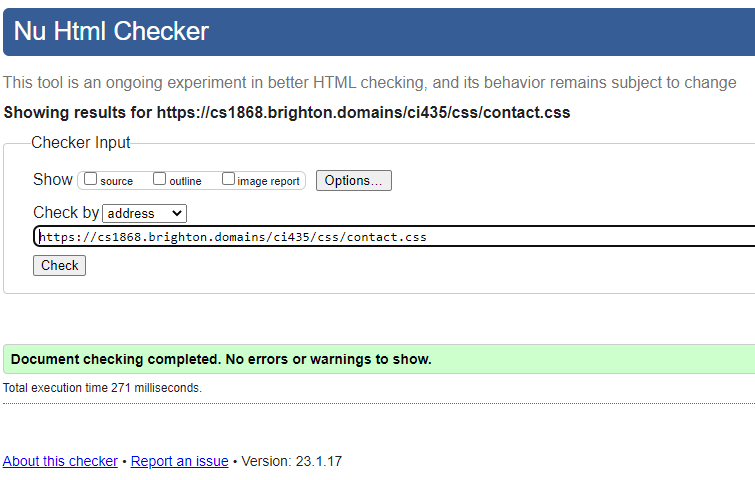 Nu Html Checker
This tool is an ongoing experiment in better HTML checking, and its behavior remains subject to change
Showing results for https://cs1868.brighton.domains/ci435/css/contact.css
Checker Input
Show source outline image report Options...
Check by address
https://cs1868.brighton.domains/ci435/css/contact.css
Check
Document checking completed. No errors or warnings to show.
Total execution time 271 milliseconds.
About this checker • Report an issue • Version: 23.1.17